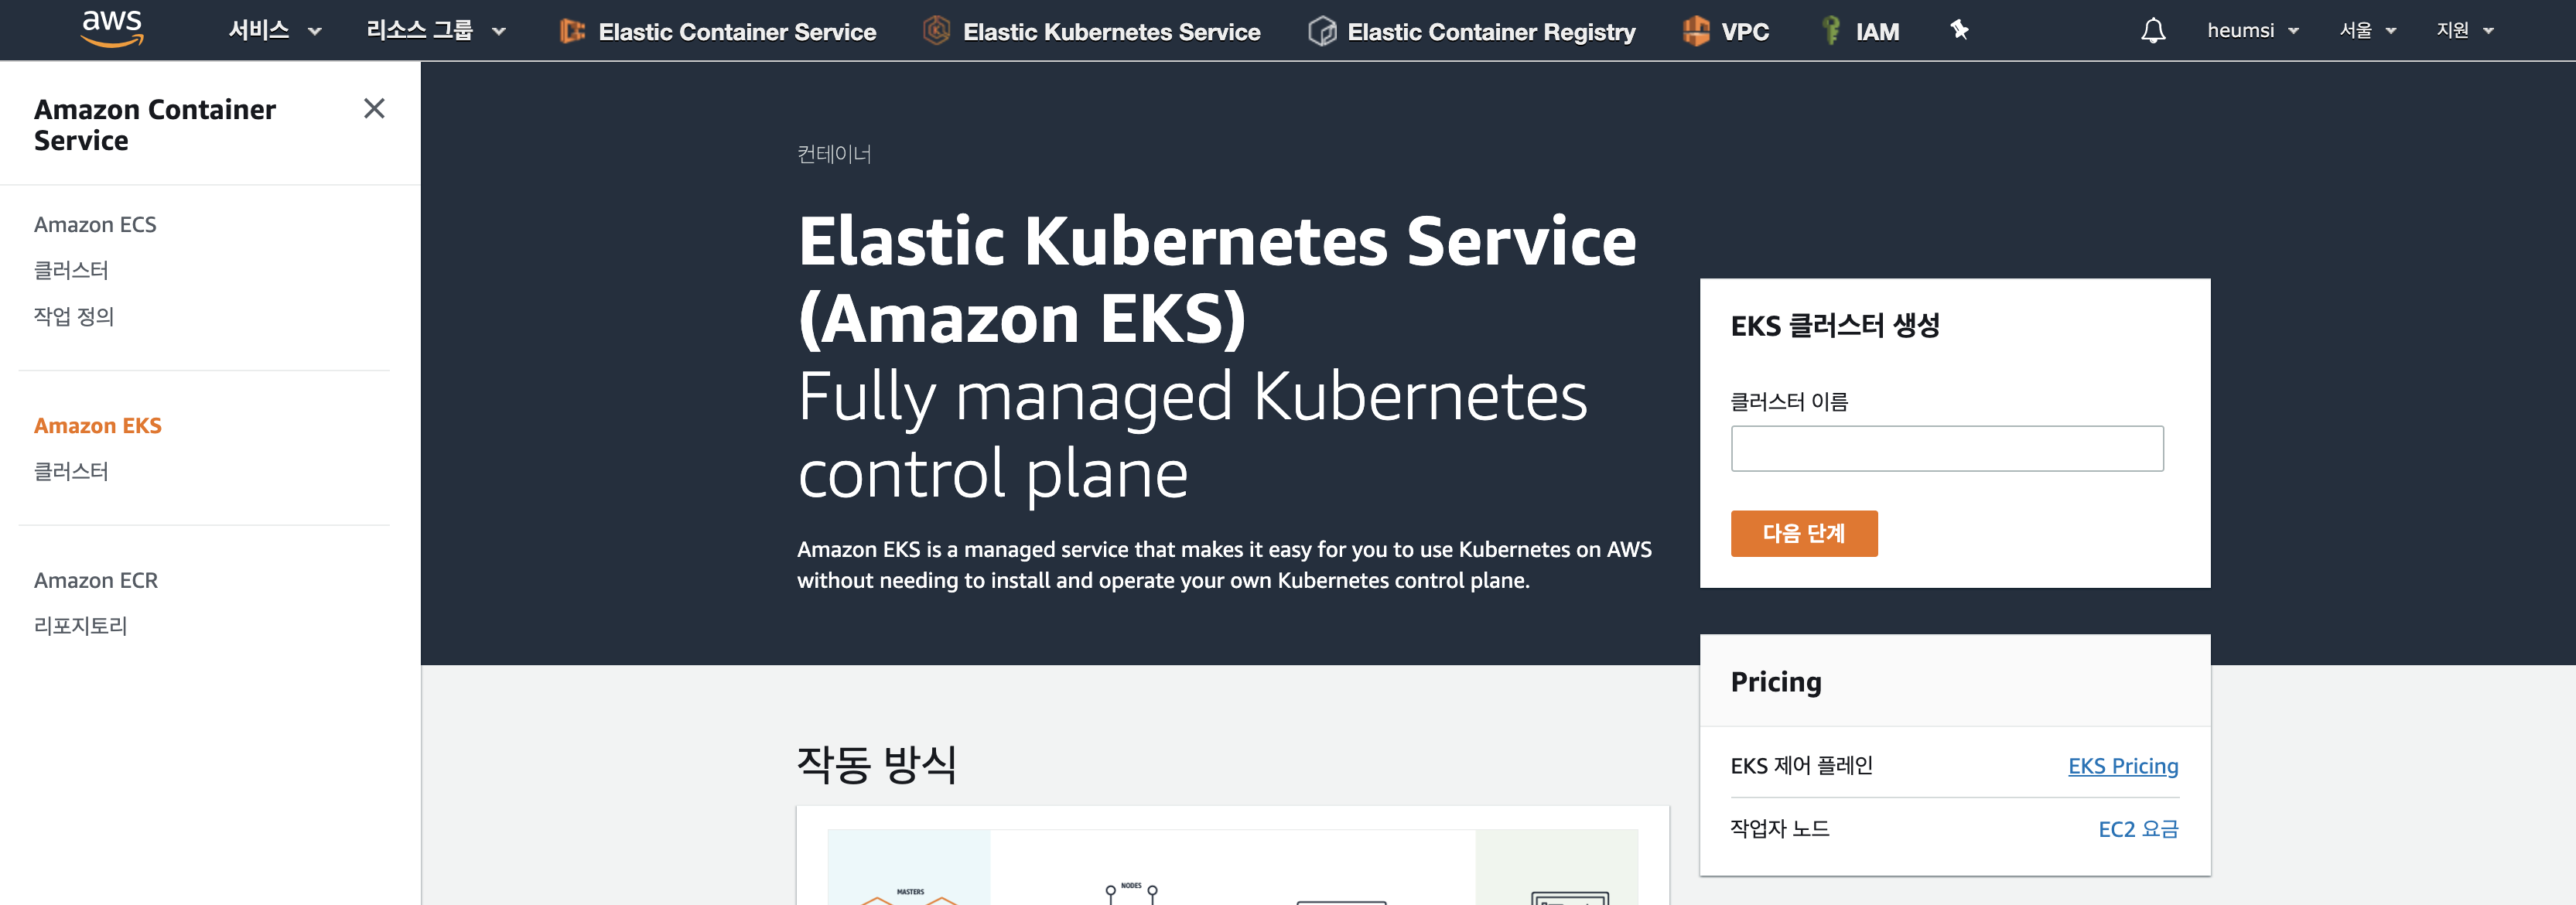 aws 서비스 리소스 그룹 Elastic Container Service Elastic Kubernetes Service Elastic Container Registry VPC IAM heumsi 서울 지원
Amazon Container
Service
Amazon ECS
클러스터
작업 정의
Amazon EKS
클러스터
Amazon ECR
리포지토리
컨테이너
Elastic Kubernetes Service
(Amazon EKS)
Fully managed Kubernetes
control plane
Amazon EKS is a managed service that makes it easy for you to use Kubernetes on AWS
without needing to install and operate your own Kubernetes control plane.
EKS 클러스터 생성
클러스터 이름
다음 단계
Pricing
EKS 제어 플레인 EKS Pricing
작업자 노드 EC2 요금
작동 방식
MASTERS
NODES